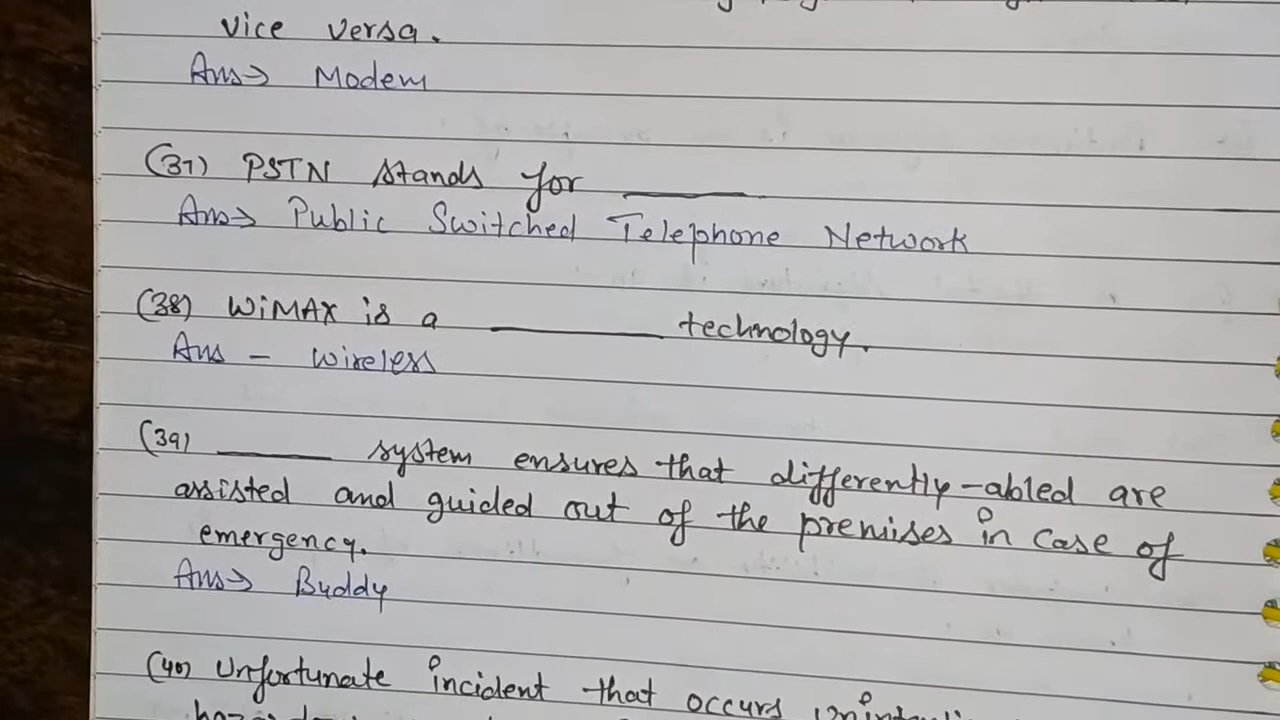 vice versa.
Ans→ Modem
(37) PSTN stands for ______
Ans→ Public Switched Telephone Network
(38) WiMAX is a ______ technology.
Ans – wireless
(39) ______ system ensures that differently-abled are
assisted and guided out of the premises in case of
emergency.
Ans→ Buddy
(40) Unfortunate incident that occurs